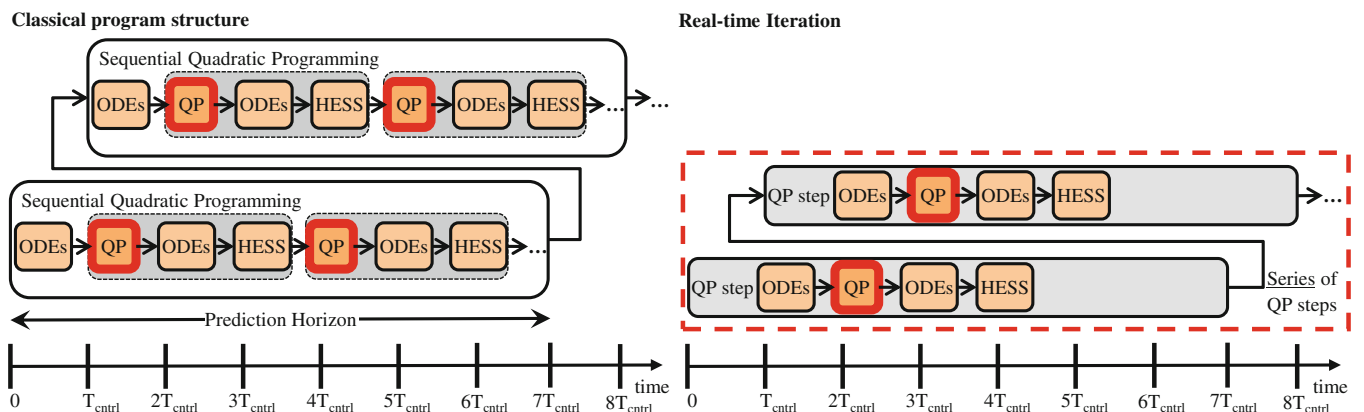 Classical program structure
Sequential Quadratic Programming
ODEs QP ODEs HESS QP ODEs HESS ... ...
Sequential Quadratic Programming
ODEs QP ODEs HESS QP ODEs HESS ...
Prediction Horizon
time
0 T_cntrl 2T_cntrl 3T_cntrl 4T_cntrl 5T_cntrl 6T_cntrl 7T_cntrl 8T_cntrl
Real-time Iteration
QP step ODEs QP ODEs HESS ...
QP step ODEs QP ODEs HESS
Series of
QP steps
time
0 T_cntrl 2T_cntrl 3T_cntrl 4T_cntrl 5T_cntrl 6T_cntrl 7T_cntrl 8T_cntrl